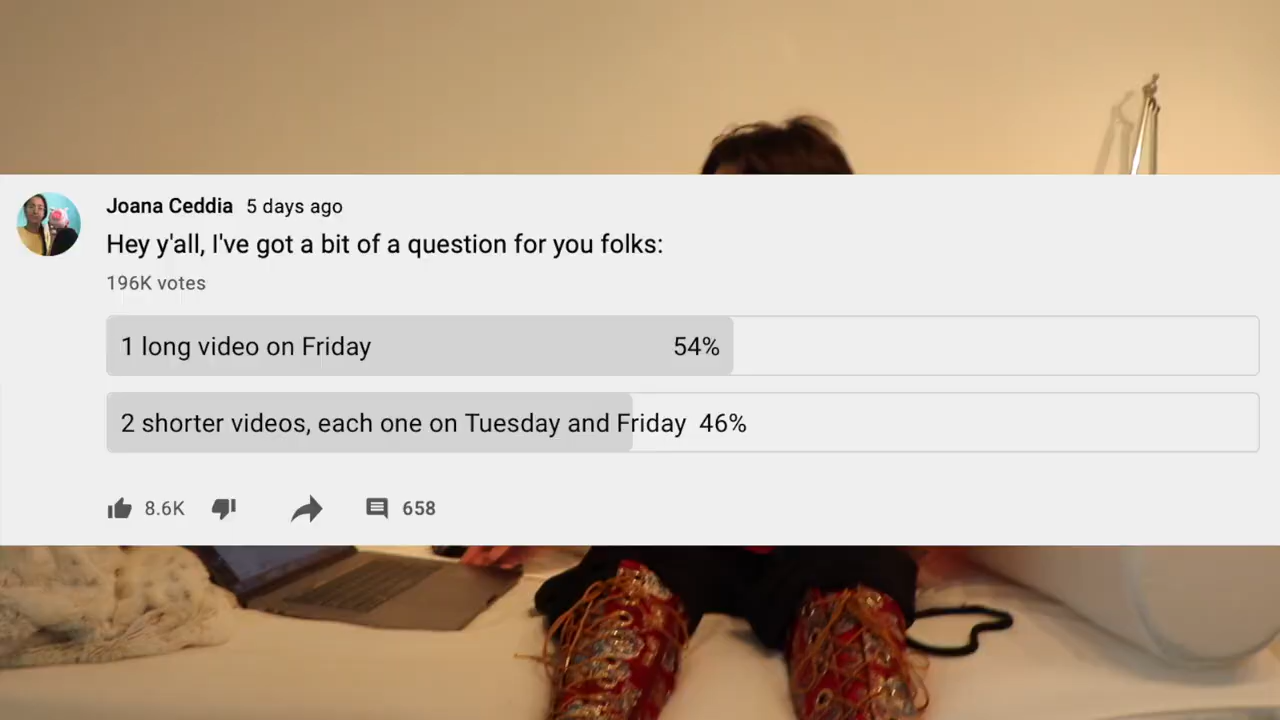 Joana Ceddia 5 days ago
Hey y'all, I've got a bit of a question for you folks:
196K votes
1 long video on Friday 54%
2 shorter videos, each one on Tuesday and Friday 46%
8.6K 658